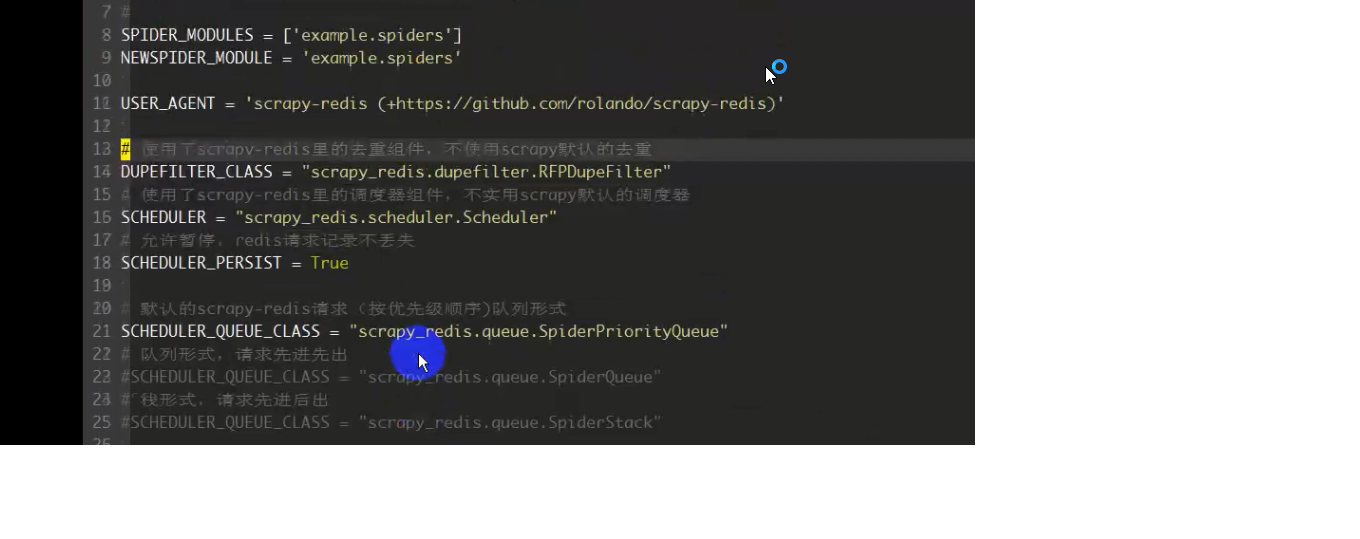 7 #
8 SPIDER_MODULES = ['example.spiders']
9 NEWSPIDER_MODULE = 'example.spiders'
10
11 USER_AGENT = 'scrapy-redis (+https://github.com/rolando/scrapy-redis)'
12
13 # 使用了scrapy-redis里的去重组件，不使用scrapy默认的去重
14 DUPEFILTER_CLASS = "scrapy_redis.dupefilter.RFPDupeFilter"
15 # 使用了scrapy-redis里的调度器组件，不实用scrapy默认的调度器
16 SCHEDULER = "scrapy_redis.scheduler.Scheduler"
17 # 允许暂停，redis请求记录不丢失
18 SCHEDULER_PERSIST = True
19
20 # 默认的scrapy-redis请求（按优先级顺序)队列形式
21 SCHEDULER_QUEUE_CLASS = "scrapy_redis.queue.SpiderPriorityQueue"
22 # 队列形式，请求先进先出
23 #SCHEDULER_QUEUE_CLASS = "scrapy_redis.queue.SpiderQueue"
24 # 栈形式，请求先进后出
25 #SCHEDULER_QUEUE_CLASS = "scrapy_redis.queue.SpiderStack"
26